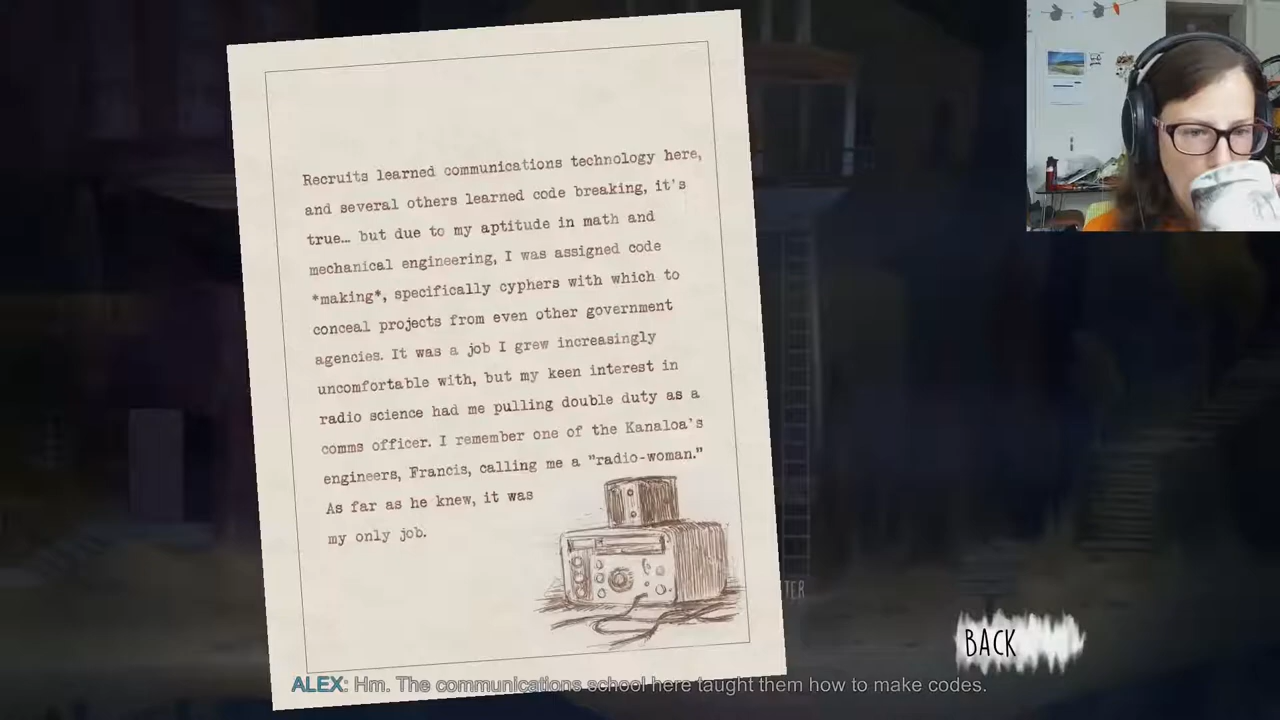 Recruits learned communications technology here,
and several others learned code breaking, it's
true… but due to my aptitude in math and
mechanical engineering, I was assigned code
*making*, specifically cyphers with which to
conceal projects from even other government
agencies. It was a job I grew increasingly
uncomfortable with, but my keen interest in
radio science had me pulling double duty as a
comms officer. I remember one of the Kanaloa's
engineers, Francis, calling me a "radio-woman."
As far as he knew, it was
my only job.
BACK
ALEX: Hm. The communications school here taught them how to make codes.